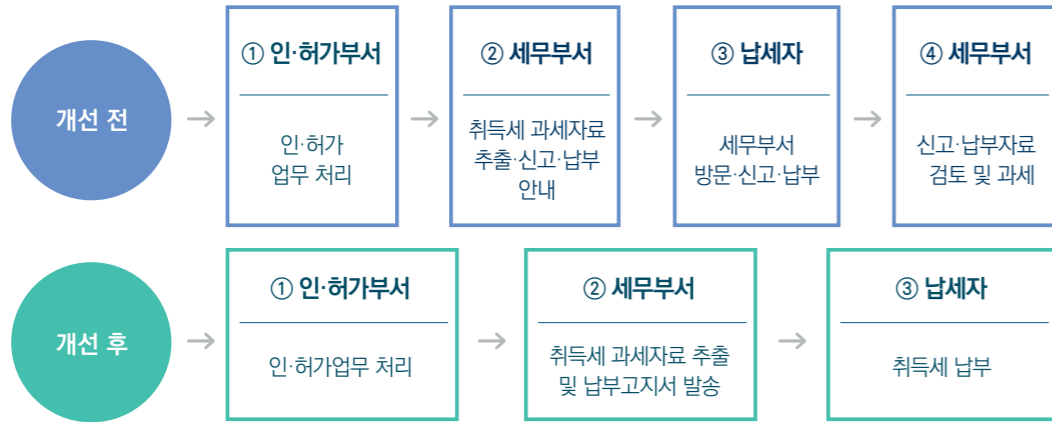 개선 전
① 인·허가부서
인·허가
업무 처리
② 세무부서
취득세 과세자료
추출·신고·납부
안내
③ 납세자
세무부서
방문·신고·납부
④ 세무부서
신고·납부자료
검토 및 과세
개선 후
① 인·허가부서
인·허가업무 처리
② 세무부서
취득세 과세자료 추출
및 납부고지서 발송
③ 납세자
취득세 납부